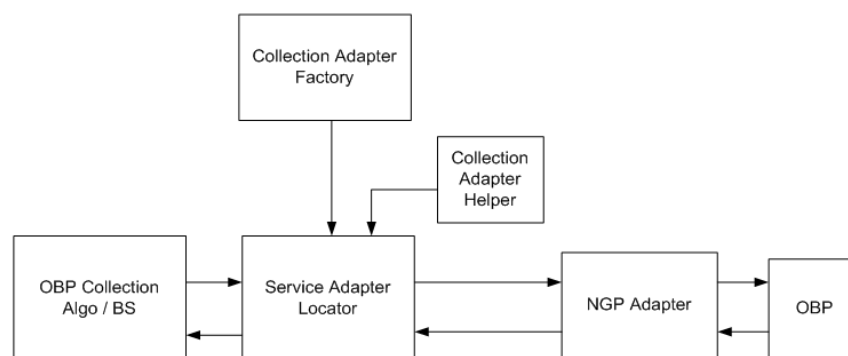 Collection Adapter
Factory
Collection
Adapter
Helper
OBP Collection
Algo / BS
Service Adapter
Locator
NGP Adapter
OBP